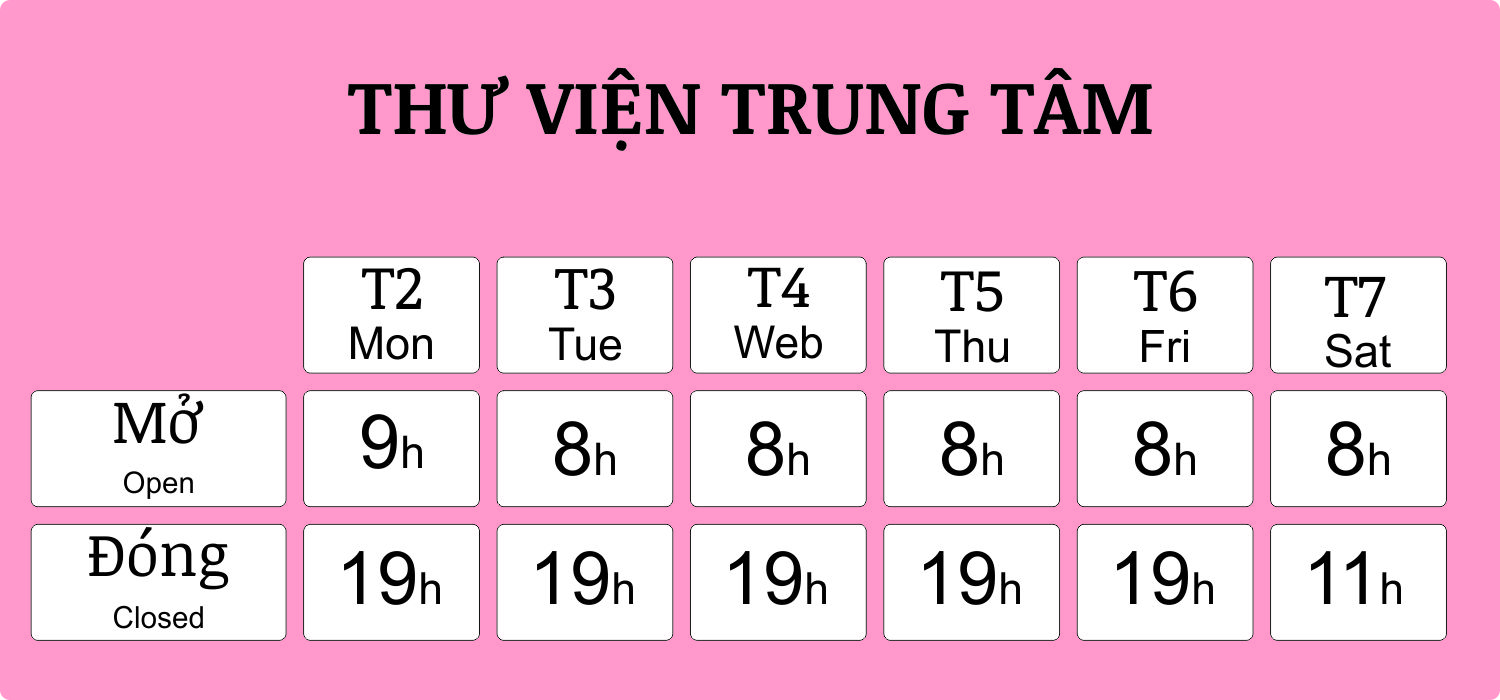 THƯ VIỆN TRUNG TÂM
T2 T3 T4 T5 T6 T7
Mon Tue Web Thu Fri Sat
Mở 9h 8h 8h 8h 8h 8h
Open
Đóng 19h 19h 19h 19h 19h 11h
Closed